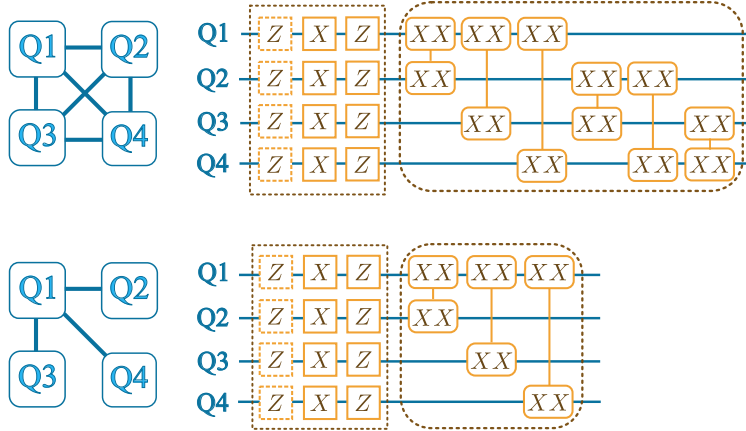 Q1 Q2
Q3 Q4
Q1 Z X Z XX XX XX
Q2 Z X Z XX XX XX
Q3 Z X Z XX XX XX
Q4 Z X Z XX XX XX
Q1 Q2
Q3 Q4
Q1 Z X Z XX XX XX
Q2 Z X Z XX
Q3 Z X Z XX
Q4 Z X Z XX